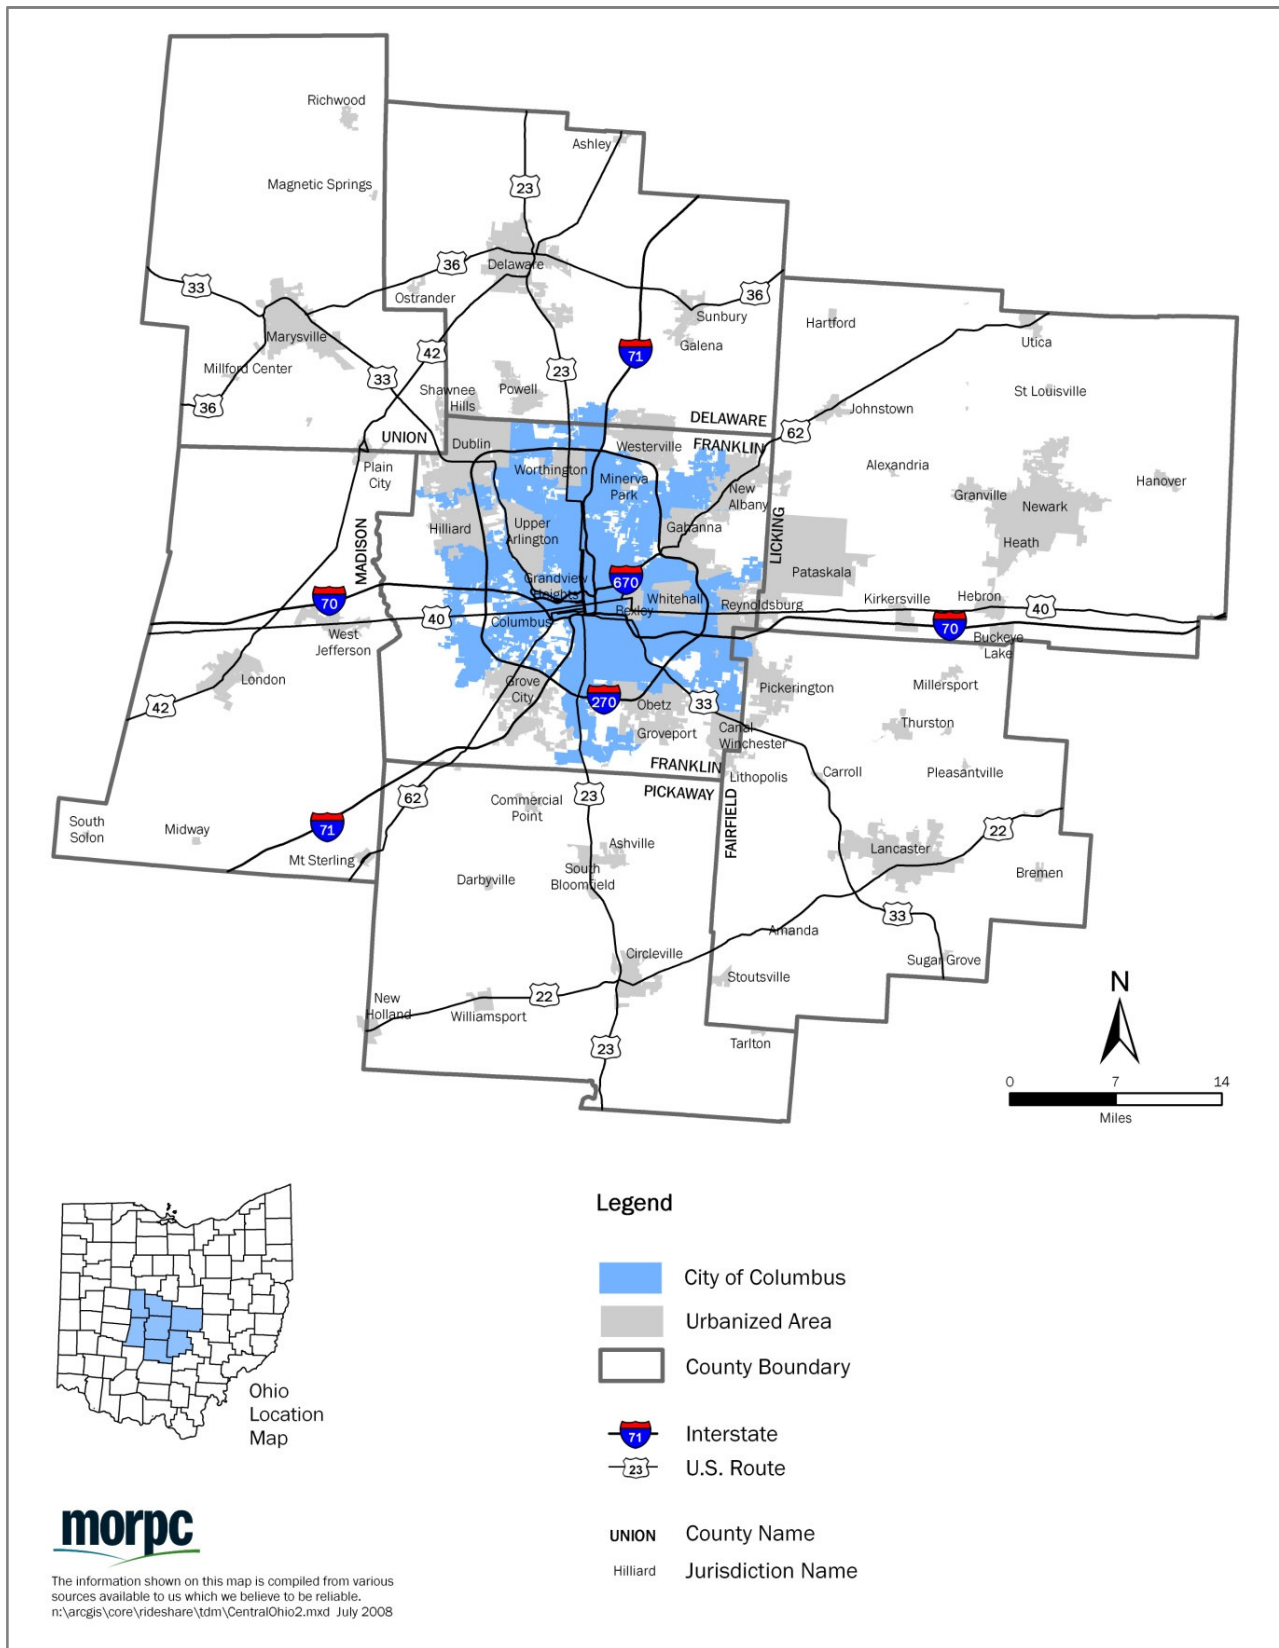 Richwood
Ashley
Magnetic Springs
23
36
33
Delaware
36
Ostrander
Sunbury
Hartford
Utica
Marysville
42
71
Galena
Millford Center
33
23
Shawnee
Hills
Powell
St Louisville
36
DELAWARE
Johnstown
62
UNION
Dublin
Westerville
FRANKLIN
Plain
City
Worthington
Minerva
Park
Alexandria
New
Albany
Granville
Hanover
Newark
Hilliard
Upper
Arlington
Gahanna
LICKING
Heath
MADISON
Pataskala
Grandview
Heights
670
70
Whitehall
Kirkersville
Hebron
40
Reynoldsburg
Bexley
40
Columbus
70
West
Jefferson
Buckeye
Lake
London
Grove
City
Pickerington
Millersport
42
270
Obetz
33
Thurston
Groveport
Canal
Winchester
FRANKLIN
Lithopolis
Carroll
Pleasantville
62
23
PICKAWAY
Commercial
Point
FAIRFIELD
South
Solon
Midway
71
22
Ashville
Lancaster
Mt Sterling
South
Bloomfield
Darbyville
Bremen
33
Amanda
Circleville
Sugar Grove
Stoutsville
New
Holland
22
Williamsport
23
Tarlton
N
0 7 14
Miles
Legend
City of Columbus
Urbanized Area
County Boundary
Ohio
Location
Map
71 Interstate
23 U.S. Route
morpc
UNION County Name
Hilliard Jurisdiction Name
The information shown on this map is compiled from various
sources available to us which we believe to be reliable.
n:\arcgis\core\rideshare\tdm\CentralOhio2.mxd July 2008